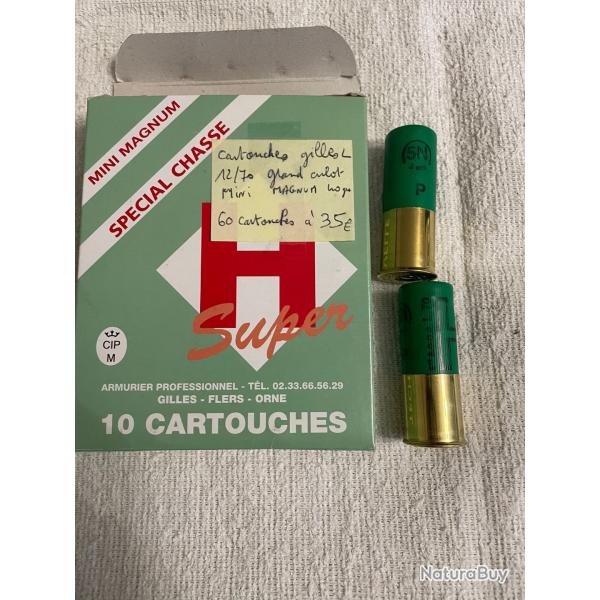 MINI MAGNUM
SPECIAL CHASSE
cartouches gilles L
12/70 grand culot
Mini MAGNUM
60 cartouches à 35€
H
Super
CIP
M
ARMURIER PROFESSIONNEL - TÉL. 02.33.66.56.29
GILLES - FLERS - ORNE
10 CARTOUCHES
5N
P
NaturaBuy